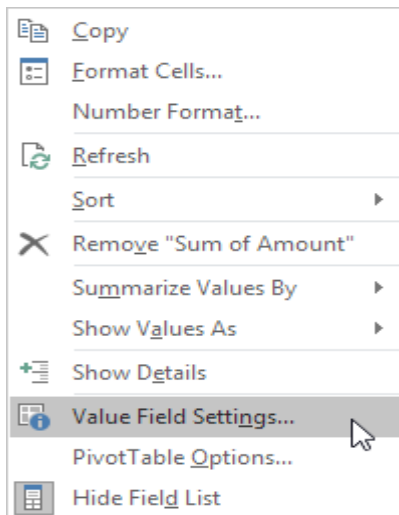 Copy
Format Cells...
Number Format...
Refresh
Sort
Remove "Sum of Amount"
Summarize Values By
Show Values As
Show Details
Value Field Settings...
PivotTable Options...
Hide Field List